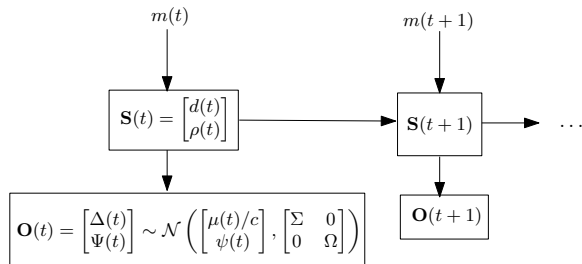 m(t)
m(t+1)
S(t) = [d(t) ρ(t)]
S(t+1)
...
O(t) = [Δ(t) Ψ(t)] ∼ N ( [μ(t)/c ψ(t)], [Σ 0 0 Ω] )
O(t+1)